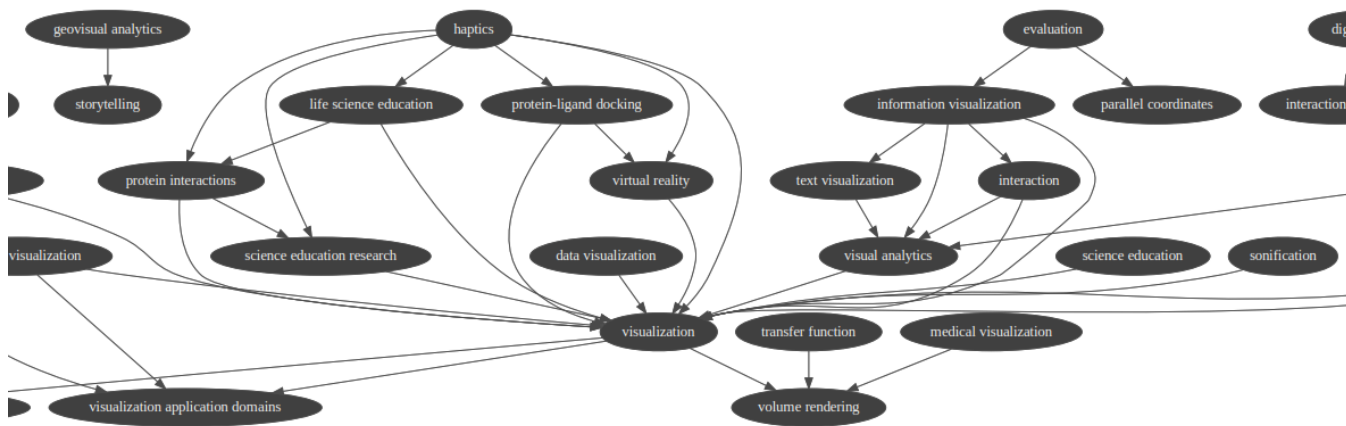 geovisual analytics
haptics
evaluation
dig
storytelling
life science education
protein-ligand docking
information visualization
parallel coordinates
interaction
protein interactions
virtual reality
text visualization
interaction
visualization
science education research
data visualization
visual analytics
science education
sonification
visualization
transfer function
medical visualization
visualization application domains
volume rendering